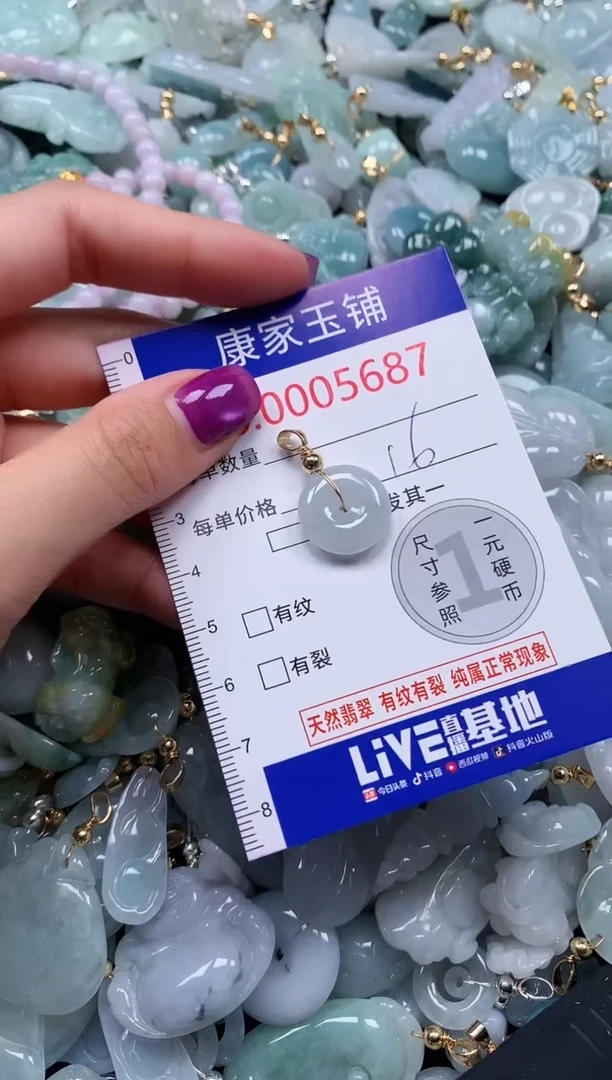 0
康家玉铺
.0005687
单数量
16
3
每单价格
发其一
4
一元硬币
1
尺寸参照
5
有纹
6
有裂
天然翡翠 有纹有裂 纯属正常现象
7
LiVE直播基地
今日头条 抖音 西瓜视频 抖音火山版
8